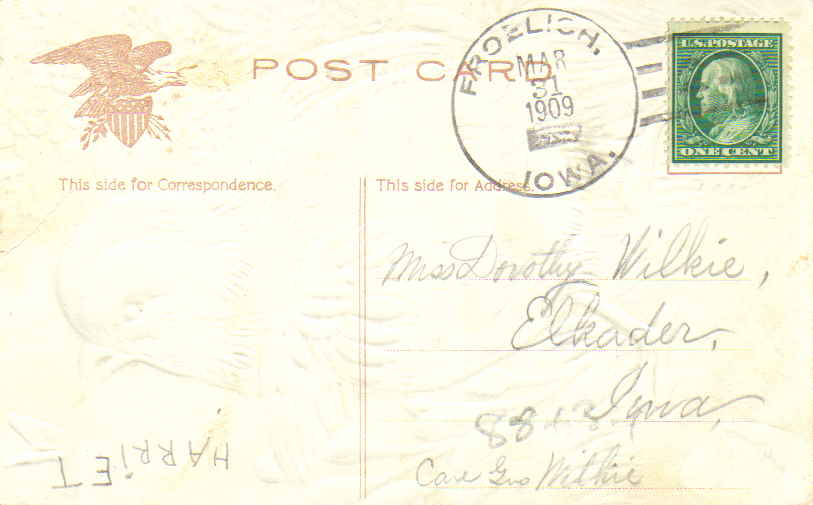 POST CARD
FROELICH,
MAR
31
1909
IOWA.
U.S. POSTAGE
ONE CENT
This side for Correspondence.
This side for Address.
Miss Dorothy Wilkie,
Elkader,
Iowa,
Care Geo Wilkie
HARRiET